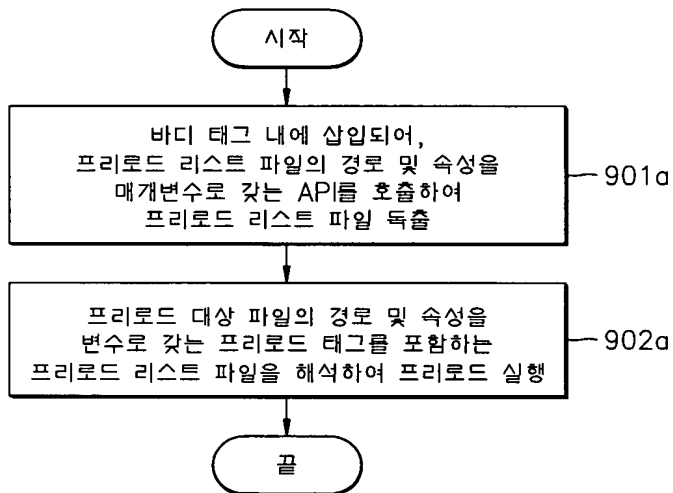 시작
바디 태그 내에 삽입되어,
프리로드 리스트 파일의 경로 및 속성을
매개변수로 갖는 API를 호출하여
프리로드 리스트 파일 독출
901a
프리로드 대상 파일의 경로 및 속성을
변수로 갖는 프리로드 태그를 포함하는
프리로드 리스트 파일을 해석하여 프리로드 실행
902a
끝